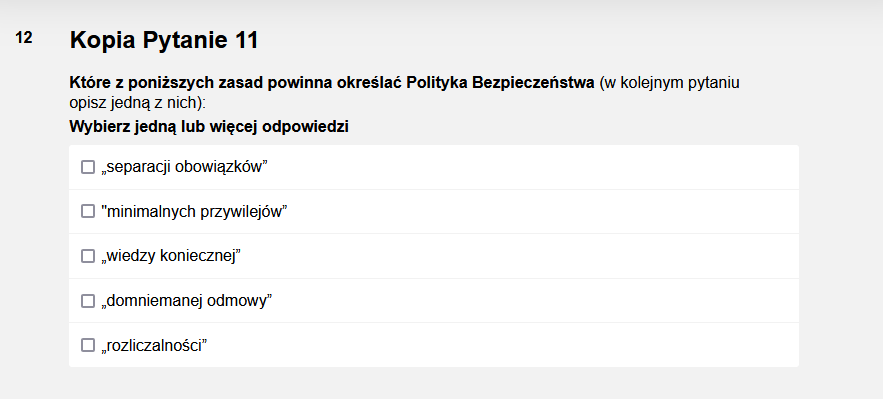 12
Kopia Pytanie 11
Które z poniższych zasad powinna określać Polityka Bezpieczeństwa (w kolejnym pytaniu
opisz jedną z nich):
Wybierz jedną lub więcej odpowiedzi
„separacji obowiązków”
"minimalnych przywilejów”
„wiedzy koniecznej”
„domniemanej odmowy”
„rozliczalności”